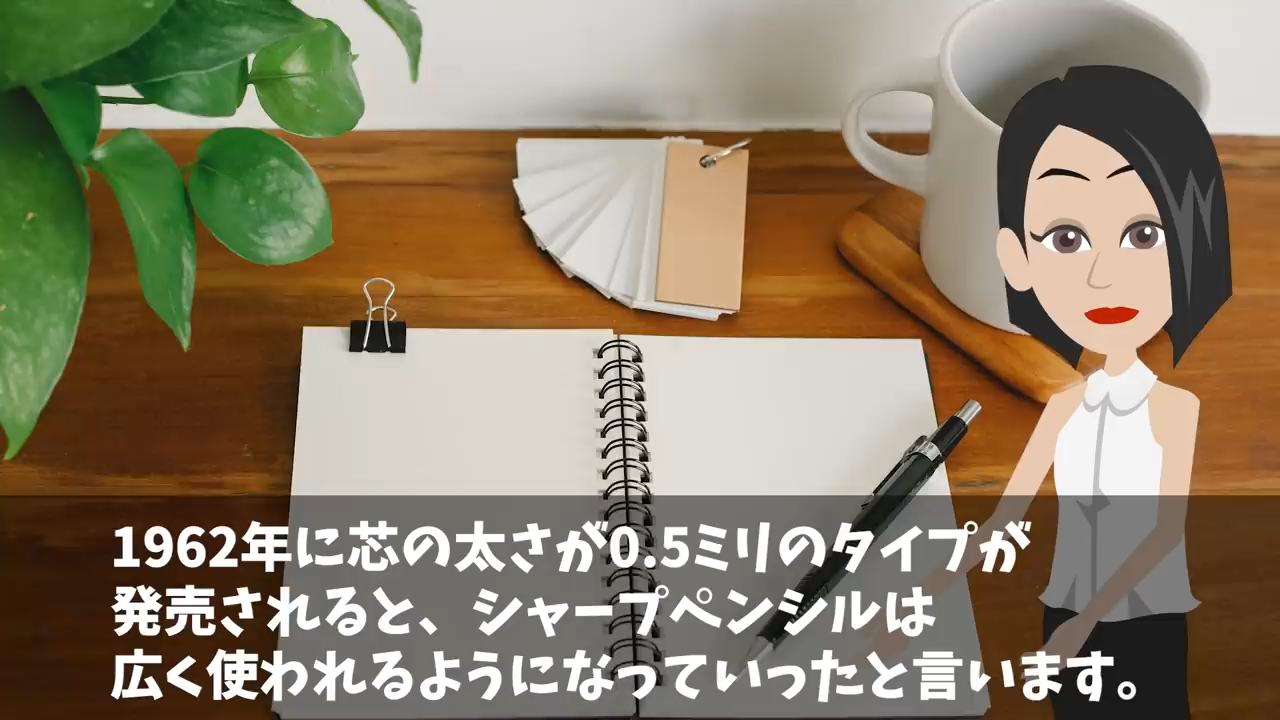 1962年に芯の太さが0.5ミリのタイプが
発売されると、シャープペンシルは
広く使われるようになっていったと言います。